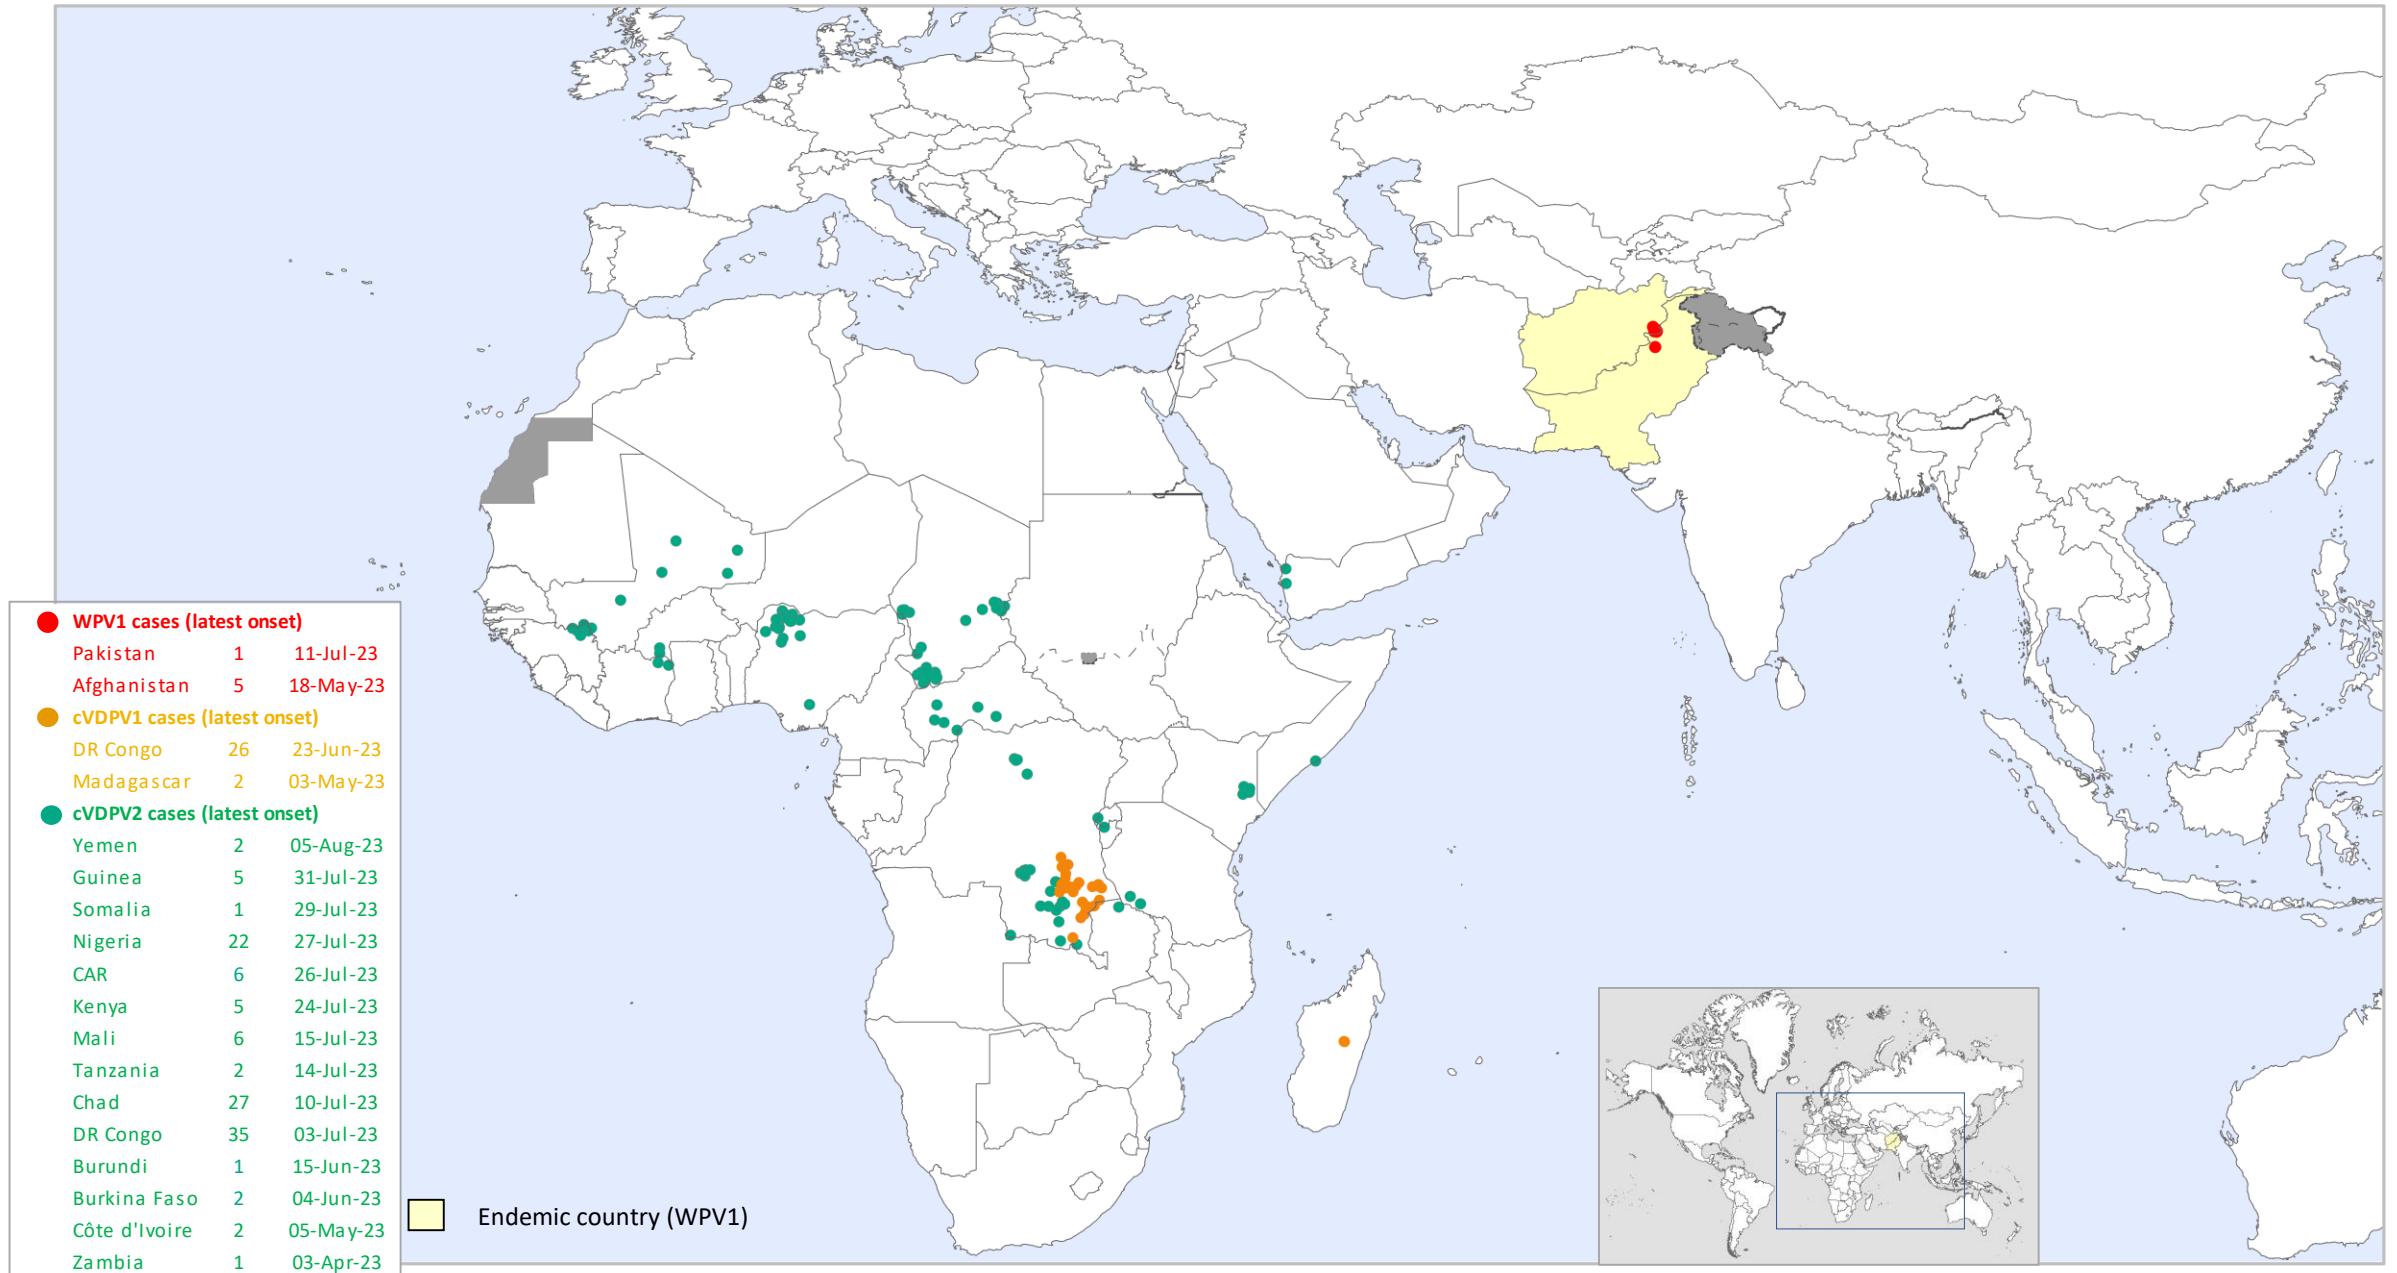 WPV1 cases (latest onset)
Pakistan 1 11-Jul-23
Afghanistan 5 18-May-23
cVDPV1 cases (latest onset)
DR Congo 26 23-Jun-23
Madagascar 2 03-May-23
cVDPV2 cases (latest onset)
Yemen 2 05-Aug-23
Guinea 5 31-Jul-23
Somalia 1 29-Jul-23
Nigeria 22 27-Jul-23
CAR 6 26-Jul-23
Kenya 5 24-Jul-23
Mali 6 15-Jul-23
Tanzania 2 14-Jul-23
Chad 27 10-Jul-23
DR Congo 35 03-Jul-23
Burundi 1 15-Jun-23
Burkina Faso 2 04-Jun-23
Côte d'Ivoire 2 05-May-23
Zambia 1 03-Apr-23
Endemic country (WPV1)